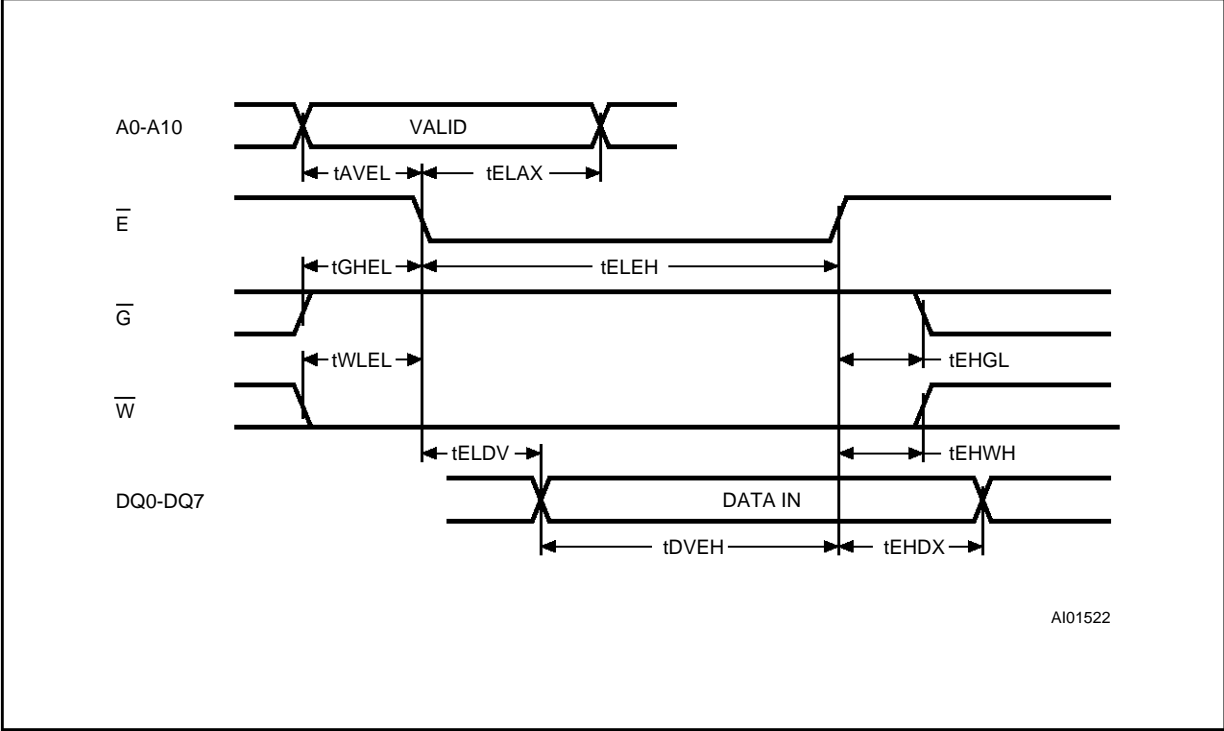 A0-A10 VALID
tAVEL tELAX
E̅
tGHEL tELEH
G̅
tWLEL tEHGL
W̅
tELDV tEHWH
DQ0-DQ7 DATA IN
tDVEH tEHDX
AI01522